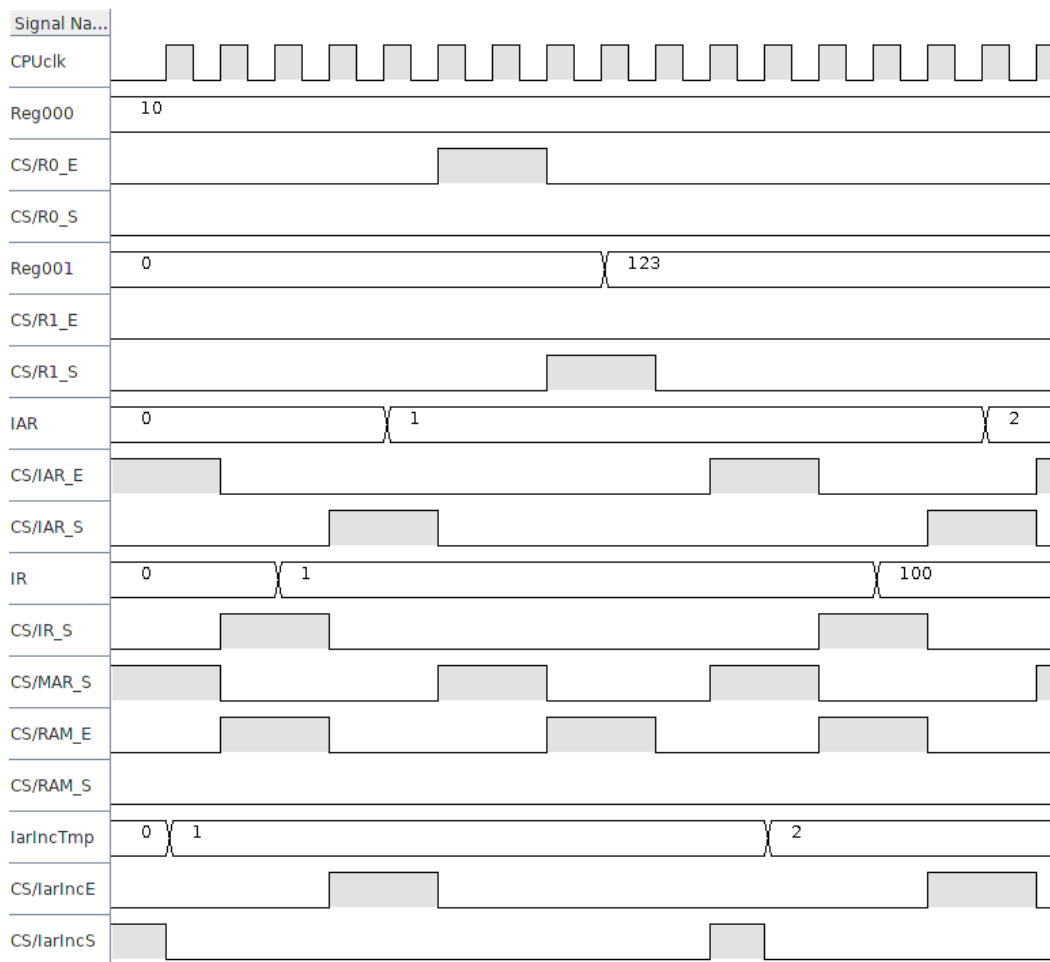 Signal Na...
CPUclk
Reg000 10
CS/R0_E
CS/R0_S
Reg001 0 123
CS/R1_E
CS/R1_S
IAR 0 1 2
CS/IAR_E
CS/IAR_S
IR 0 1 100
CS/IR_S
CS/MAR_S
CS/RAM_E
CS/RAM_S
IarIncTmp 0 1 2
CS/IarIncE
CS/IarIncS